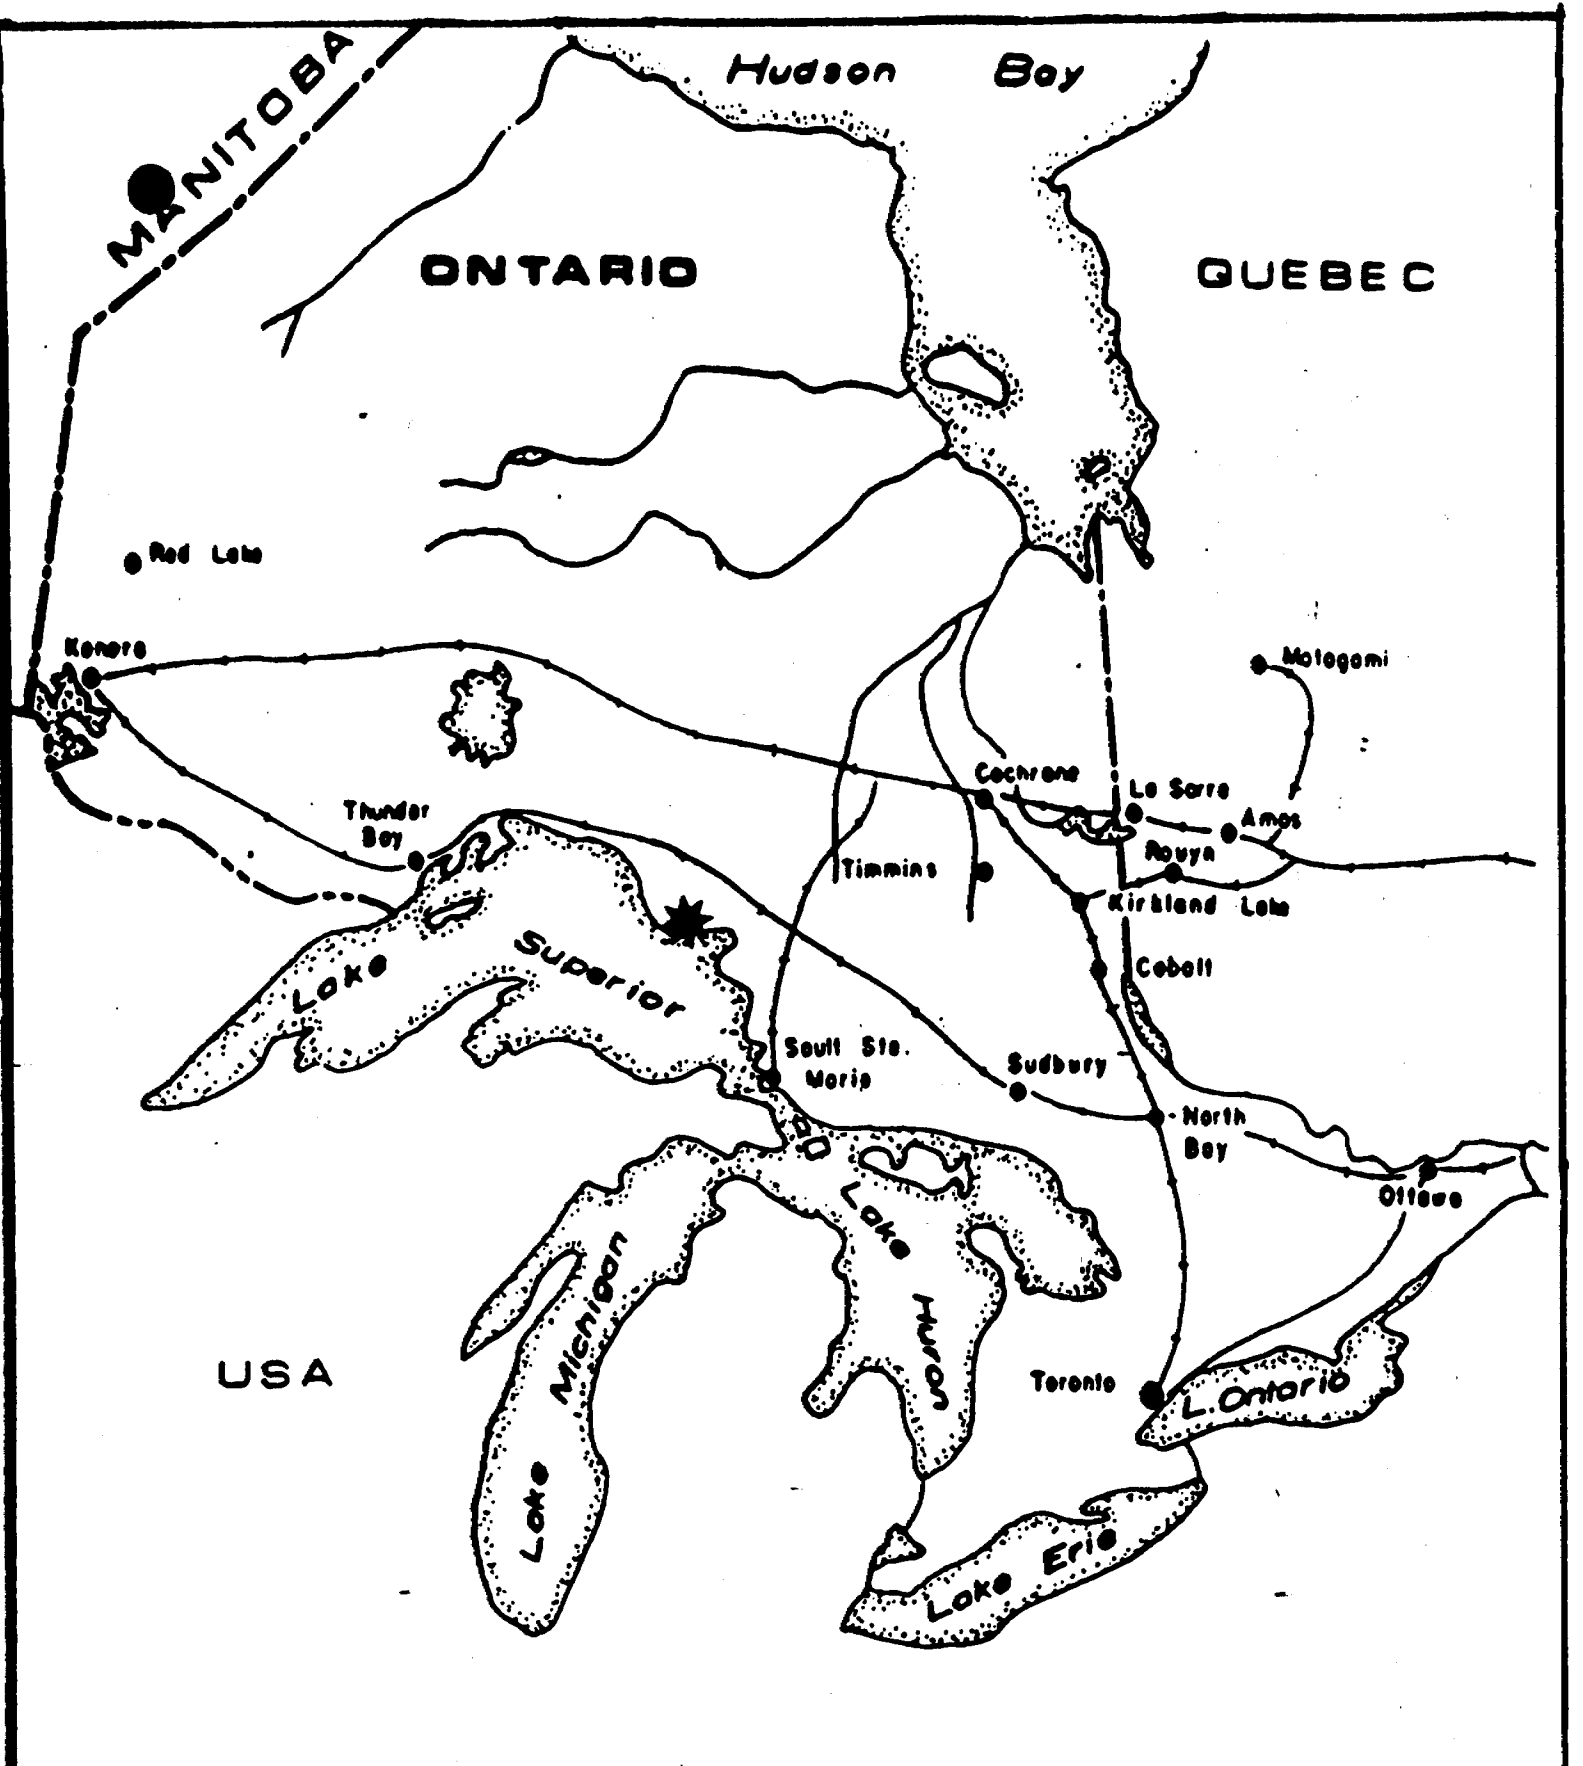 Hudson Bay
MANITOBA
ONTARIO
QUEBEC
Red Lake
Kenora
Matagami
Cochrane
La Sarre
Thunder
Bay
Amos
Rouyn
Timmins
Kirkland Lake
Lake Superior
Cobalt
Sault Ste.
Marie
Sudbury
North
Bay
Ottawa
Lake Huron
Lake Michigan
USA
Toronto
L. Ontario
Lake Erie